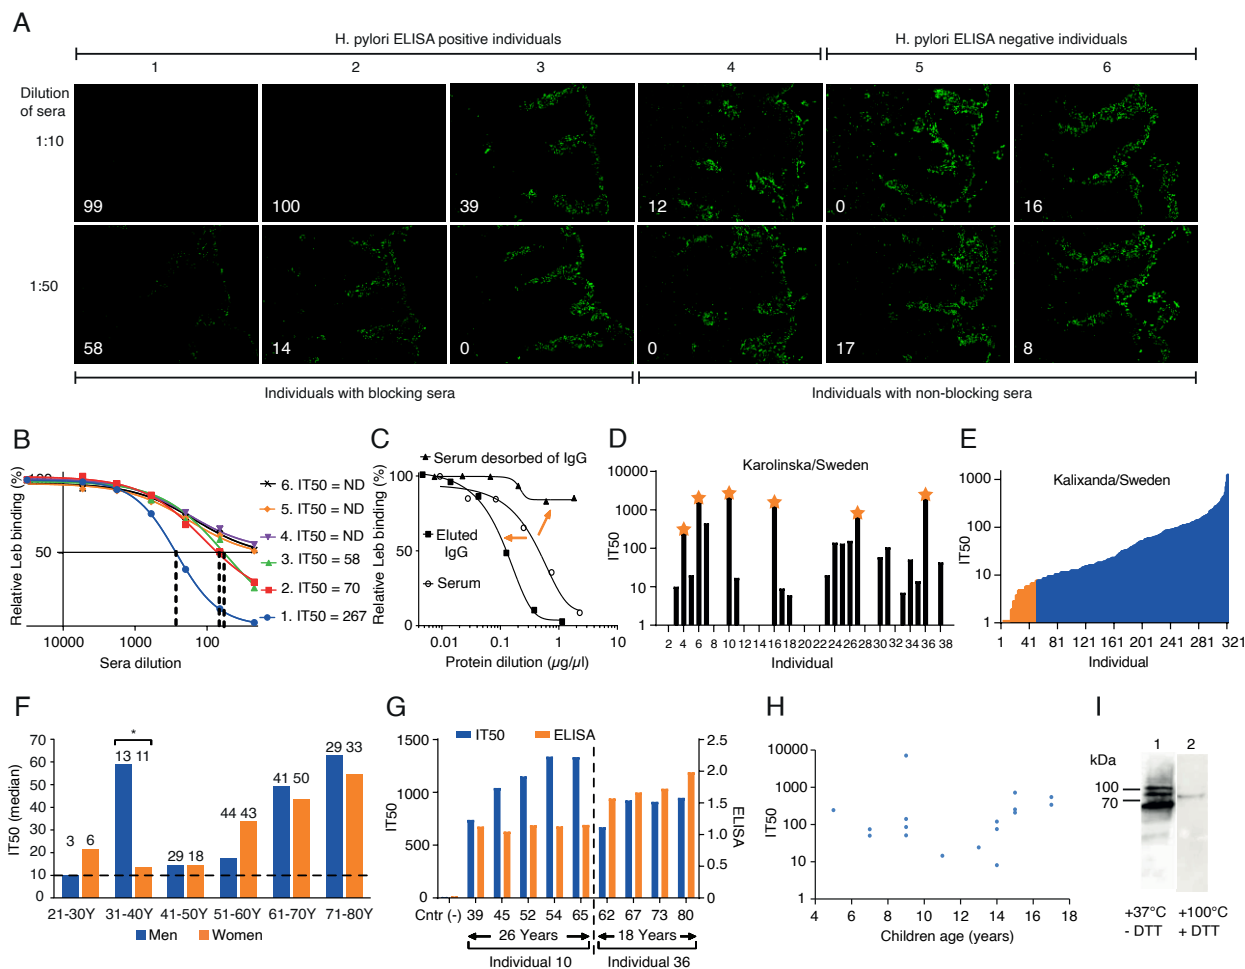 A
H. pylori ELISA positive individuals
H. pylori ELISA negative individuals
1 2 3 4 5 6
Dilution
of sera
1:10
99 100 39 12 0 16
1:50
58 14 0 0 17 8
Individuals with blocking sera
Individuals with non-blocking sera
B
Relative Leb binding (%)
100
50
10000 1000 100
Sera dilution
6. IT50 = ND
5. IT50 = ND
4. IT50 = ND
3. IT50 = 58
2. IT50 = 70
1. IT50 = 267
C
Relative Leb binding (%)
Serum desorbed of IgG
100
50
0
Eluted
IgG
Serum
0.01 0.1 1 10
Protein dilution (µg/µl)
D
Karolinska/Sweden
IT50
10000
1000
100
10
1
2 4 6 8 10 12 14 16 18 20 22 24 26 28 30 32 34 36 38
Individual
E
Kalixanda/Sweden
IT50
1000
100
10
1
1 41 81 121 161 201 241 281 321
Individual
F
IT50 (median)
70
60
50
40
30
20
10
0
3 6 13 11 29 18 44 43 41 50 29 33
*
21-30Y 31-40Y 41-50Y 51-60Y 61-70Y 71-80Y
Men Women
G
IT50 ELISA
IT50
1500
1000
500
0
ELISA
2.5
2.0
1.5
1.0
0.5
0
Cntr (-) 39 45 52 54 65 62 67 73 80
26 Years 18 Years
Individual 10 Individual 36
H
IT50
10000
1000
100
10
1
4 6 8 10 12 14 16 18
Children age (years)
I
1 2
kDa
100
70
+37°C +100°C
- DTT + DTT